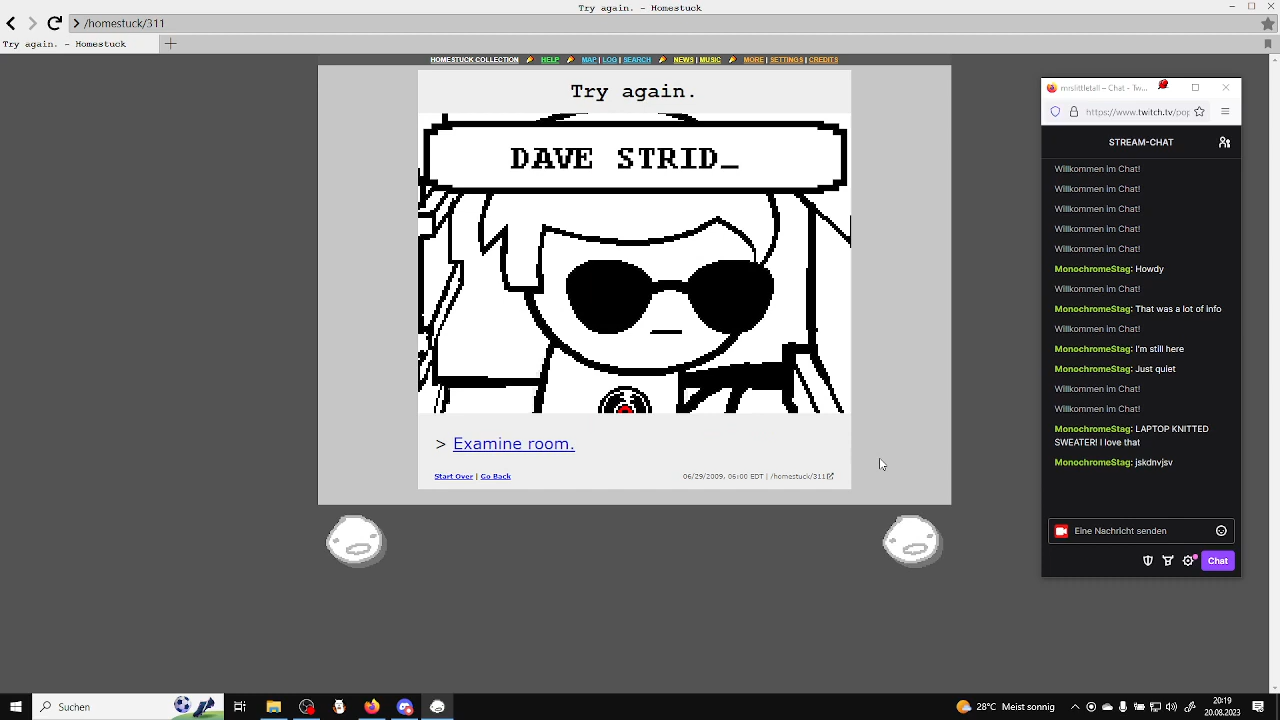 Try again. - Homestuck
/homestuck/311
Try again. - Homestuck
HOMESTUCK COLLECTION HELP MAP | LOG | SEARCH NEWS | MUSIC MORE | SETTINGS | CREDITS
Try again.
DAVE STRID_
> Examine room.
Start Over | Go Back
06/29/2009, 06:00 EDT | /homestuck/311
mrslittletall – Chat - Tw...
https://www.twitch.tv/pop
STREAM-CHAT
Willkommen im Chat!
Willkommen im Chat!
Willkommen im Chat!
Willkommen im Chat!
Willkommen im Chat!
MonochromeStag: Howdy
Willkommen im Chat!
MonochromeStag: That was a lot of info
Willkommen im Chat!
MonochromeStag: I'm still here
MonochromeStag: Just quiet
Willkommen im Chat!
Willkommen im Chat!
MonochromeStag: LAPTOP KNITTED
SWEATER! I love that
MonochromeStag: jskdnvjsv
Eine Nachricht senden
Chat
Suchen
28°C Meist sonnig
20:19
20.08.2023